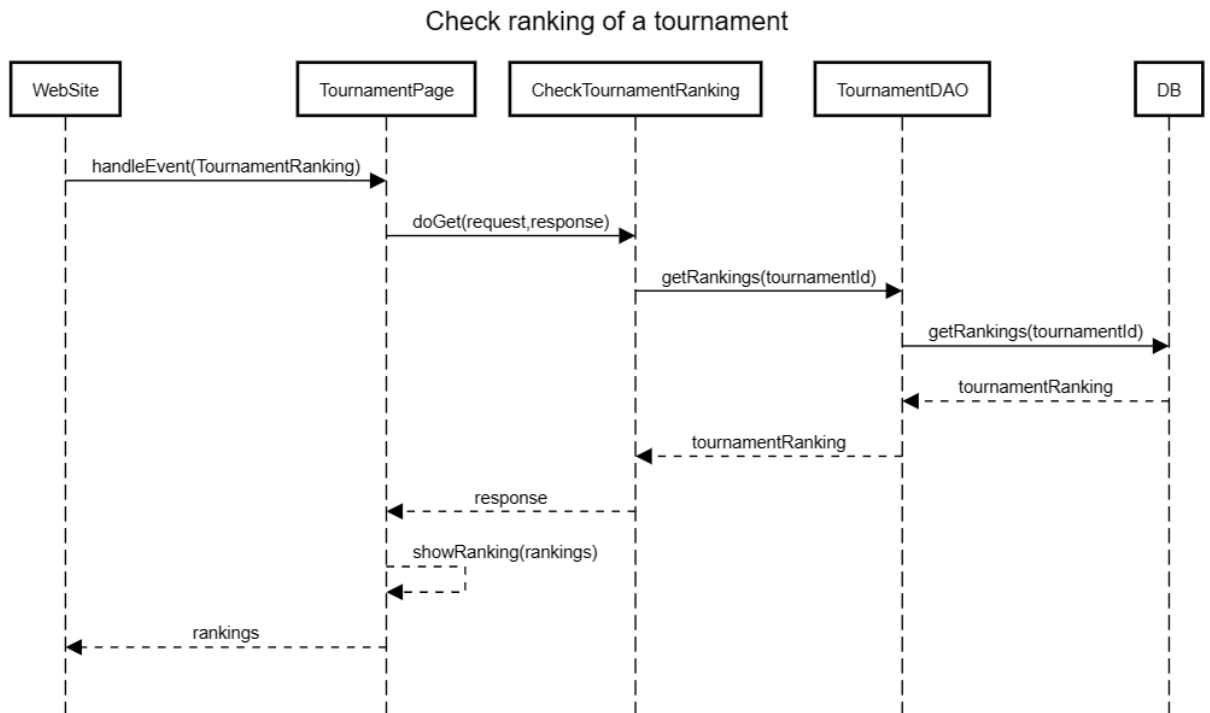 Check ranking of a tournament
WebSite
TournamentPage
CheckTournamentRanking
TournamentDAO
DB
handleEvent(TournamentRanking)
doGet(request,response)
getRankings(tournamentId)
getRankings(tournamentId)
tournamentRanking
tournamentRanking
response
showRanking(rankings)
rankings